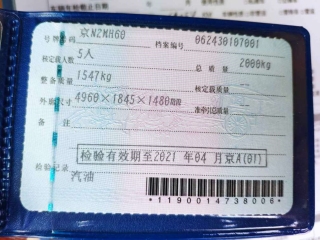 号牌号码 京N2MH60 档案编号 062430107001
核定载人数 5人 总质量 2000kg
整备质量 1547kg 核定载质量
外廓尺寸 4960×1845×1480 准牵引总质量
备注
检验有效期至2021 年04 月京A(01)
检验记录
汽油
*1190014738006*